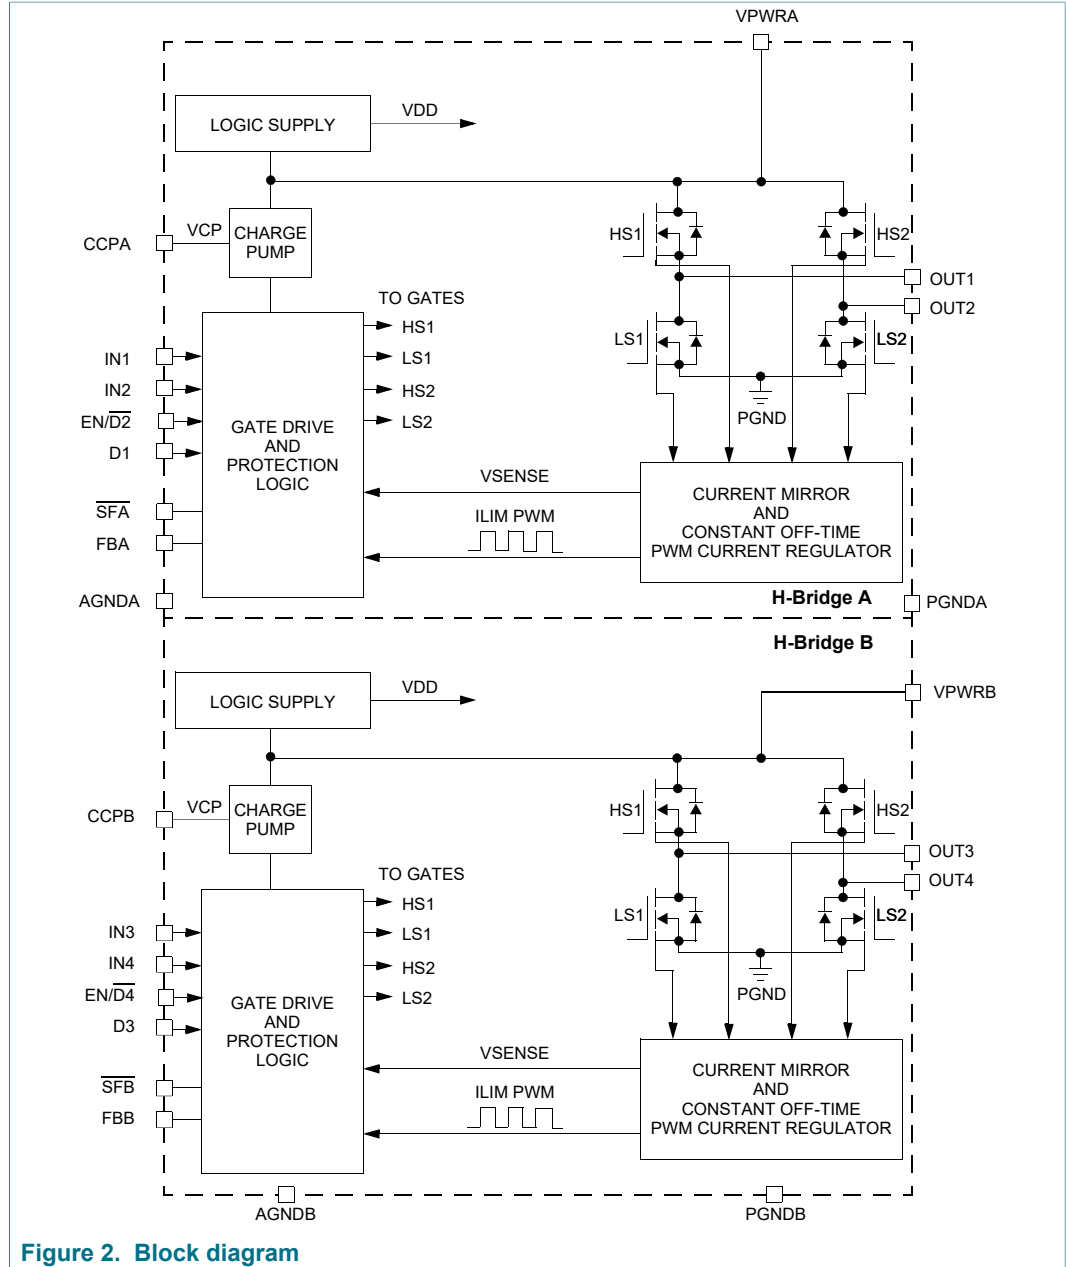 VPWRA
LOGIC SUPPLY
VDD
VCP
CHARGE
PUMP
CCPA
HS1
HS2
OUT1
OUT2
TO GATES
HS1
LS1
HS2
LS2
LS1
LS2
PGND
IN1
IN2
EN/D̅2̅
D1
S̅F̅A̅
FBA
GATE DRIVE
AND
PROTECTION
LOGIC
VSENSE
ILIM PWM
CURRENT MIRROR
AND
CONSTANT OFF-TIME
PWM CURRENT REGULATOR
AGNDA
H-Bridge A
PGNDA
H-Bridge B
LOGIC SUPPLY
VDD
VPWRB
VCP
CHARGE
PUMP
CCPB
HS1
HS2
OUT3
OUT4
TO GATES
HS1
LS1
HS2
LS2
LS1
LS2
PGND
IN3
IN4
EN/D̅4̅
D3
S̅F̅B̅
FBB
GATE DRIVE
AND
PROTECTION
LOGIC
VSENSE
ILIM PWM
CURRENT MIRROR
AND
CONSTANT OFF-TIME
PWM CURRENT REGULATOR
AGNDB
PGNDB
Figure 2. Block diagram